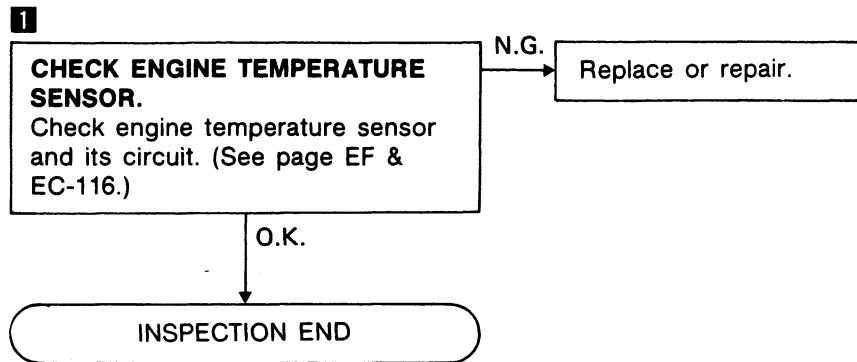 1
CHECK ENGINE TEMPERATURE
SENSOR.
Check engine temperature sensor
and its circuit. (See page EF &
EC-116.)
N.G.
Replace or repair.
O.K.
INSPECTION END